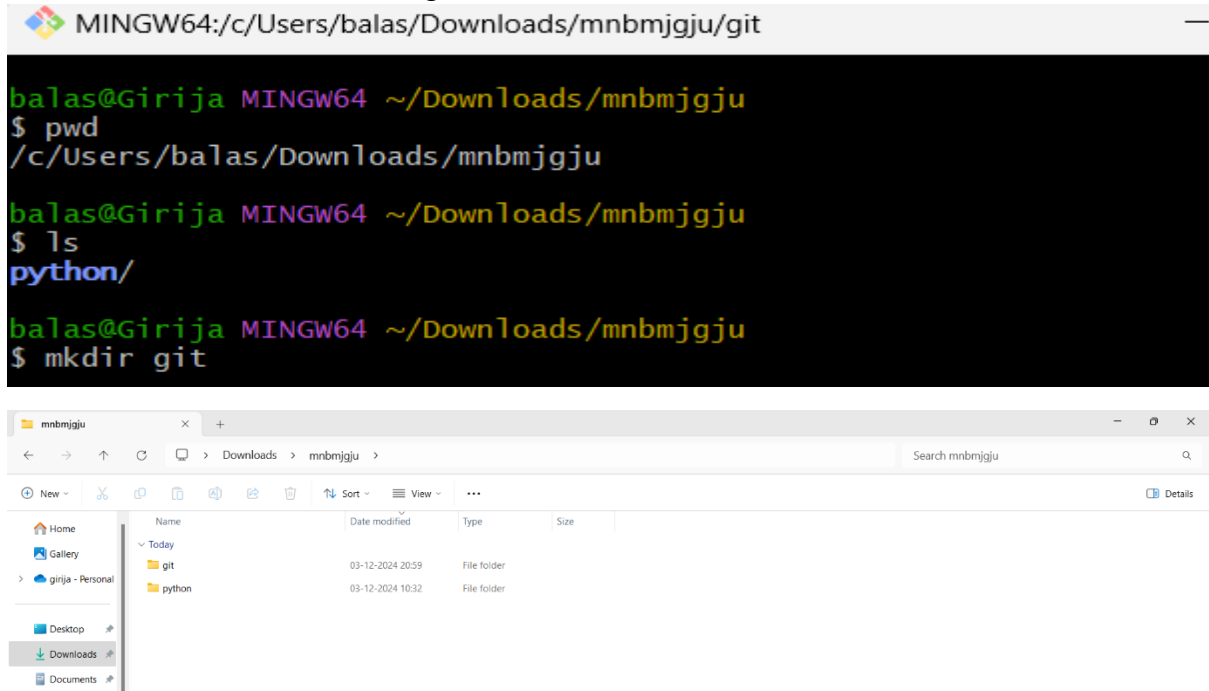 MINGW64:/c/Users/balas/Downloads/mnbmjgju/git
balas@Girija MINGW64 ~/Downloads/mnbmjgju
$ pwd
/c/Users/balas/Downloads/mnbmjgju
balas@Girija MINGW64 ~/Downloads/mnbmjgju
$ ls
python/
balas@Girija MINGW64 ~/Downloads/mnbmjgju
$ mkdir git
mnbmjgju
Downloads > mnbmjgju >
Search mnbmjgju
New
Sort
View
Details
Name Date modified Type Size
Home
Today
Gallery
git 03-12-2024 20:59 File folder
girija - Personal
python 03-12-2024 10:32 File folder
Desktop
Downloads
Documents